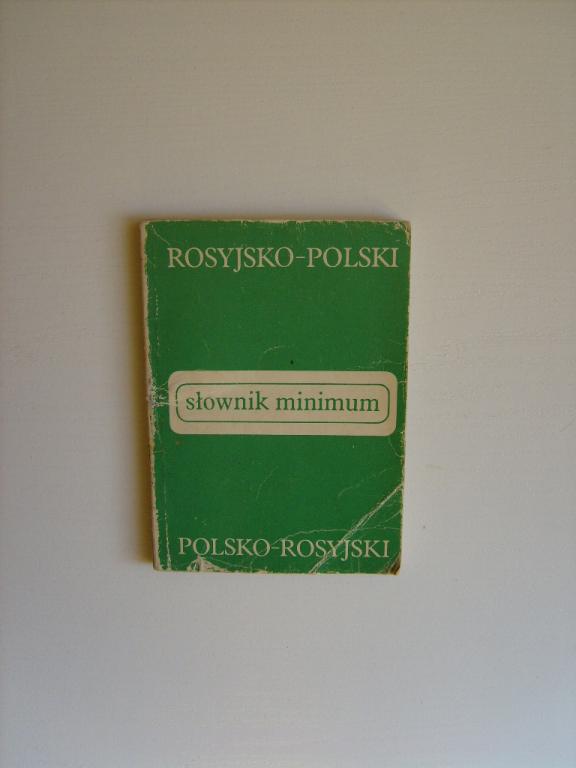 ROSYJSKO-POLSKI
słownik minimum
POLSKO-ROSYJSKI